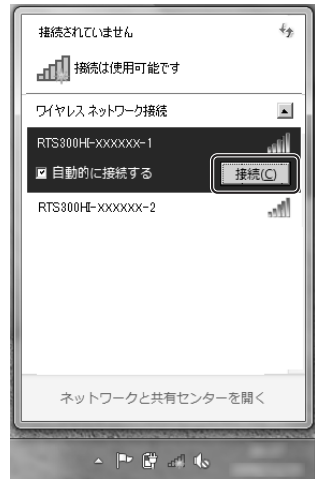 接続されていません
接続は使用可能です
ワイヤレス ネットワーク接続
RTS300HI-XXXXXX-1
自動的に接続する
接続(C)
RTS300HI-XXXXXX-2
ネットワークと共有センターを開く